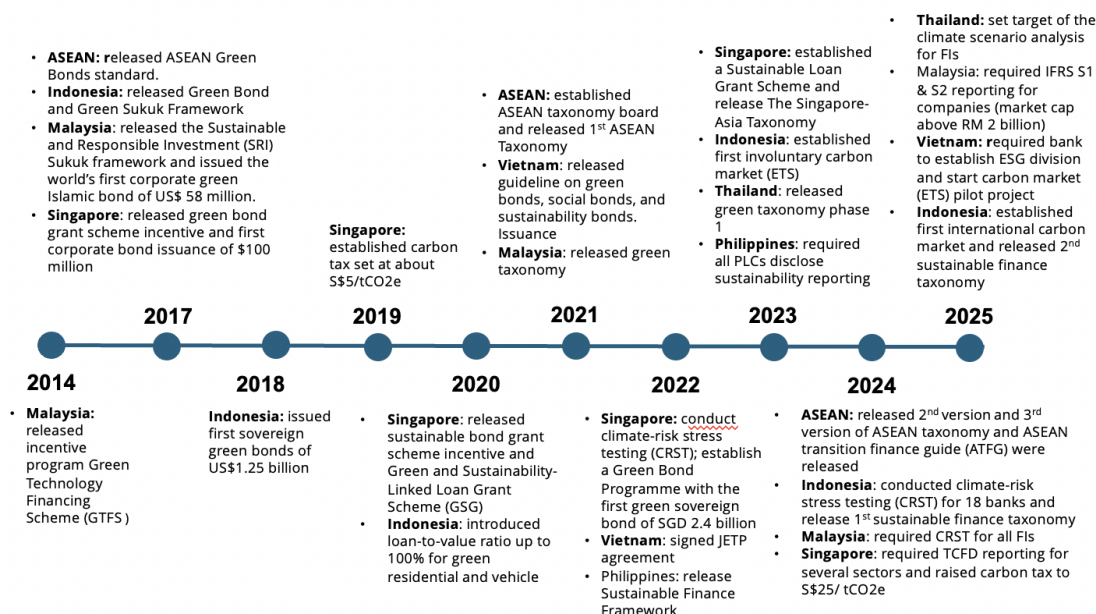 • ASEAN: released ASEAN Green
Bonds standard.
• Indonesia: released Green Bond
and Green Sukuk Framework
• Malaysia: released the Sustainable
and Responsible Investment (SRI)
Sukuk framework and issued the
world's first corporate green
Islamic bond of US$ 58 million.
• Singapore: released green bond
grant scheme incentive and first
corporate bond issuance of $100
million
Singapore:
established carbon
tax set at about
S$5/tCO2e
• ASEAN: established
ASEAN taxonomy board
and released 1st ASEAN
Taxonomy
• Vietnam: released
guideline on green
bonds, social bonds, and
sustainability bonds.
Issuance
• Malaysia: released green
taxonomy
• Singapore: established
a Sustainable Loan
Grant Scheme and
release The Singapore-
Asia Taxonomy
• Indonesia: established
first involuntary carbon
market (ETS)
• Thailand: released
green taxonomy phase
1
• Philippines: required
all PLCs disclose
sustainability reporting
• Thailand: set target of the
climate scenario analysis
for FIs
• Malaysia: required IFRS S1
& S2 reporting for
companies (market cap
above RM 2 billion)
• Vietnam: required bank
to establish ESG division
and start carbon market
(ETS) pilot project
• Indonesia: established
first international carbon
market and released 2nd
sustainable finance
taxonomy
2017
2019
2021
2023
2025
2014
2018
2020
2022
2024
• Malaysia:
released
incentive
program Green
Technology
Financing
Scheme (GTFS )
Indonesia: issued
first sovereign
green bonds of
US$1.25 billion
• Singapore: released
sustainable bond grant
scheme incentive and
Green and Sustainability-
Linked Loan Grant
Scheme (GSG)
• Indonesia: introduced
loan-to-value ratio up to
100% for green
residential and vehicle
• Singapore: conduct
climate-risk stress
testing (CRST); establish
a Green Bond
Programme with the
first green sovereign
bond of SGD 2.4 billion
• Vietnam: signed JETP
agreement
• Philippines: release
Sustainable Finance
Framework
• ASEAN: released 2nd version and 3rd
version of ASEAN taxonomy and ASEAN
transition finance guide (ATFG) were
released
• Indonesia: conducted climate-risk
stress testing (CRST) for 18 banks and
release 1st sustainable finance taxonomy
• Malaysia: required CRST for all FIs
• Singapore: required TCFD reporting for
several sectors and raised carbon tax to
S$25/ tCO2e